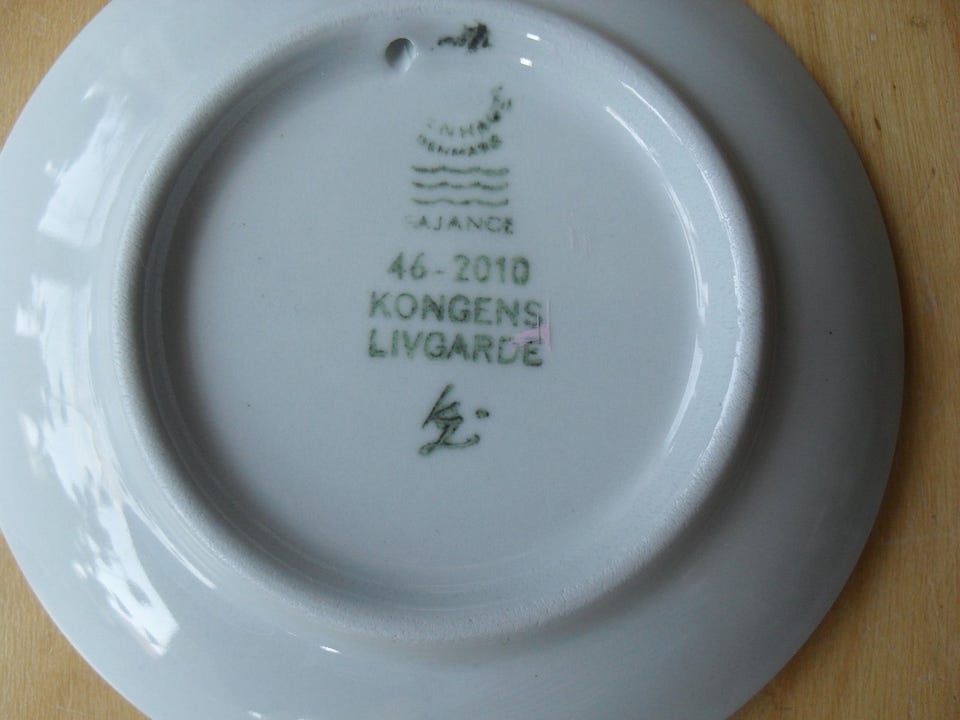 DENMARK
FAJANCE
46-2010
KONGENS
LIVGARDE